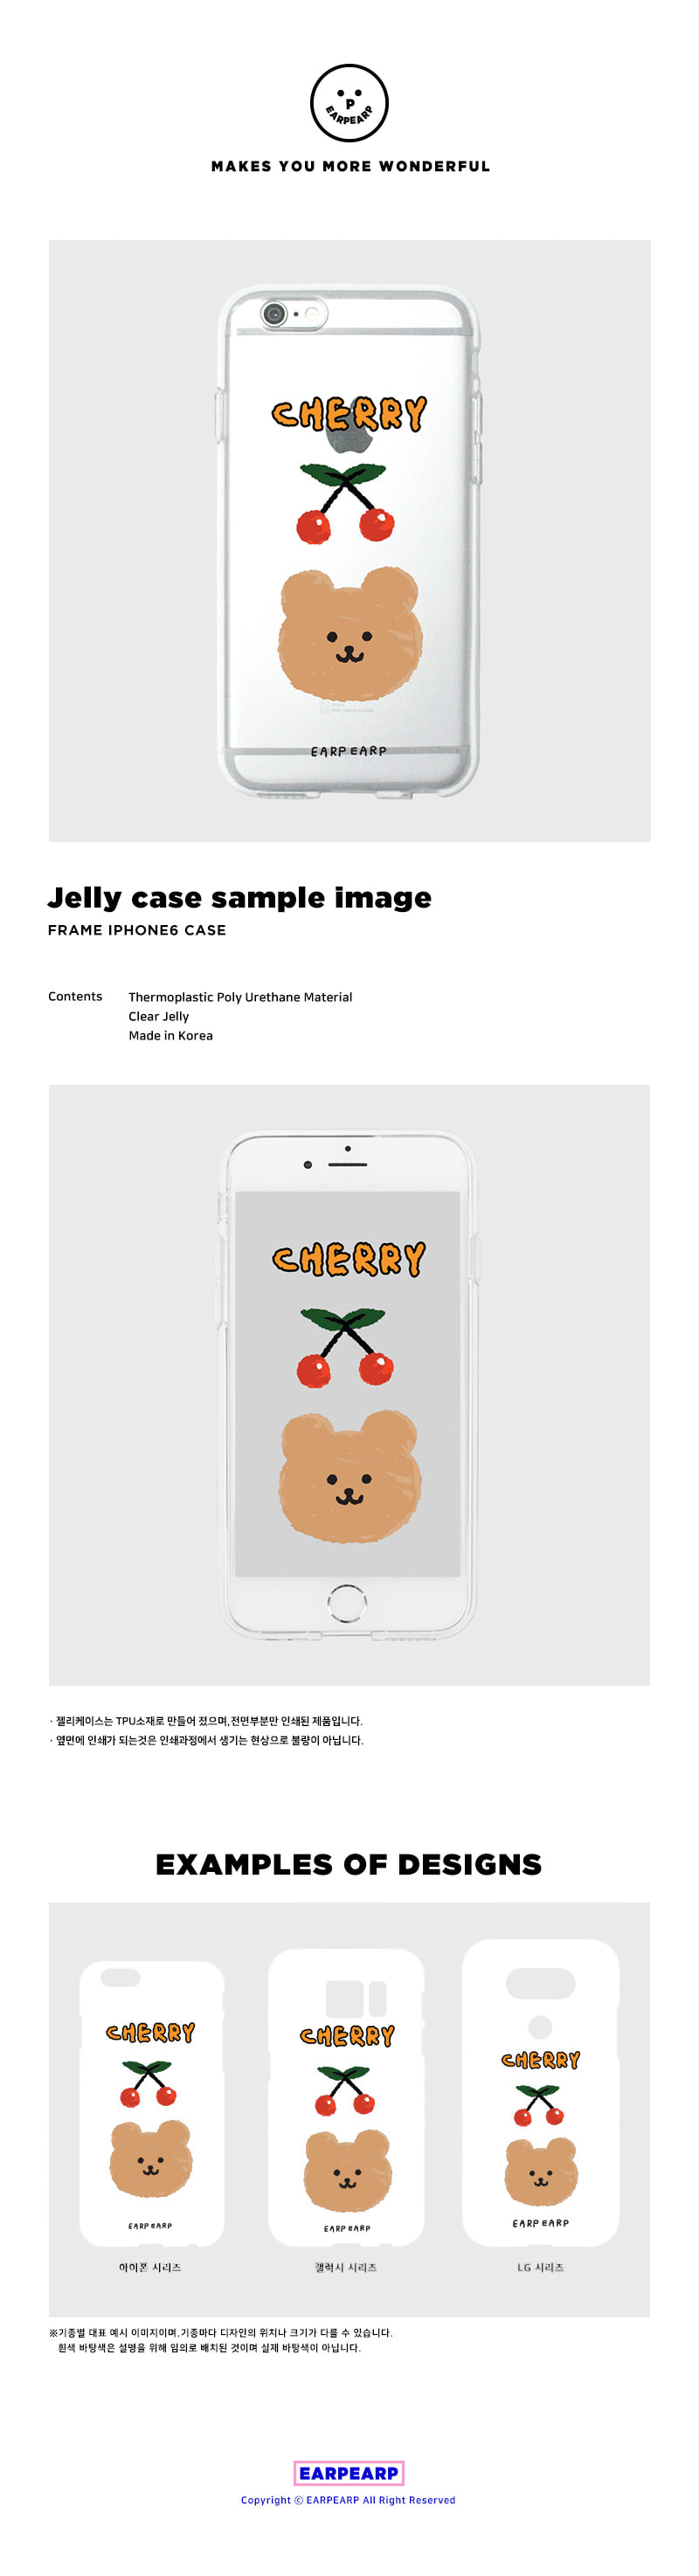 P
EARPEARP
MAKES YOU MORE WONDERFUL
CHERRY
EARP EARP
Jelly case sample image
FRAME IPHONE6 CASE
Contents Thermoplastic Poly Urethane Material
Clear Jelly
Made in Korea
CHERRY
· 젤리케이스는 TPU소재로 만들어 졌으며,전면부분만 인쇄된 제품입니다.
· 옆면에 인쇄가 되는것은 인쇄과정에서 생기는 현상으로 불량이 아닙니다.
EXAMPLES OF DESIGNS
CHERRY CHERRY CHERRY
EARP EARP EARP EARP EARP EARP
아이폰 시리즈 갤럭시 시리즈 LG 시리즈
※기종별 대표 예시 이미지이며,기종마다 디자인의 위치나 크기가 다를 수 있습니다.
흰색 바탕색은 설명을 위해 임의로 배치된 것이며 실제 바탕색이 아닙니다.
EARPEARP
Copyright ⓒ EARPEARP All Right Reserved